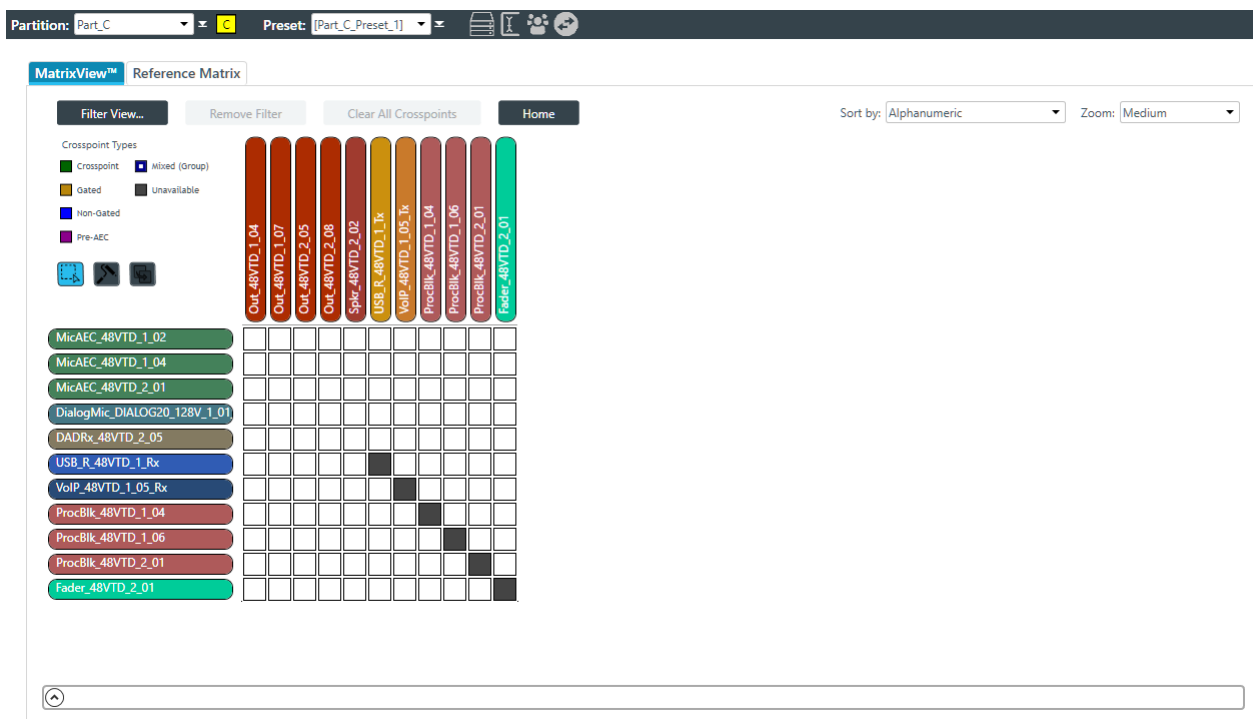 Partition: Part_C C Preset: [Part_C_Preset_1]
MatrixView™ Reference Matrix
Filter View... Remove Filter Clear All Crosspoints Home Sort by: Alphanumeric Zoom: Medium
Crosspoint Types
Crosspoint Mixed (Group)
Gated Unavailable
Non-Gated
Pre-AEC
Out_48VTD_1_04
Out_48VTD_1_07
Out_48VTD_2_05
Out_48VTD_2_08
Spkr_48VTD_2_02
USB_R_48VTD_1_Tx
VoIP_48VTD_1_05_Tx
ProcBlk_48VTD_1_04
ProcBlk_48VTD_1_06
ProcBlk_48VTD_2_01
Fader_48VTD_2_01
MicAEC_48VTD_1_02
MicAEC_48VTD_1_04
MicAEC_48VTD_2_01
DialogMic_DIALOG20_128V_1_01
DADRx_48VTD_2_05
USB_R_48VTD_1_Rx
VoIP_48VTD_1_05_Rx
ProcBlk_48VTD_1_04
ProcBlk_48VTD_1_06
ProcBlk_48VTD_2_01
Fader_48VTD_2_01